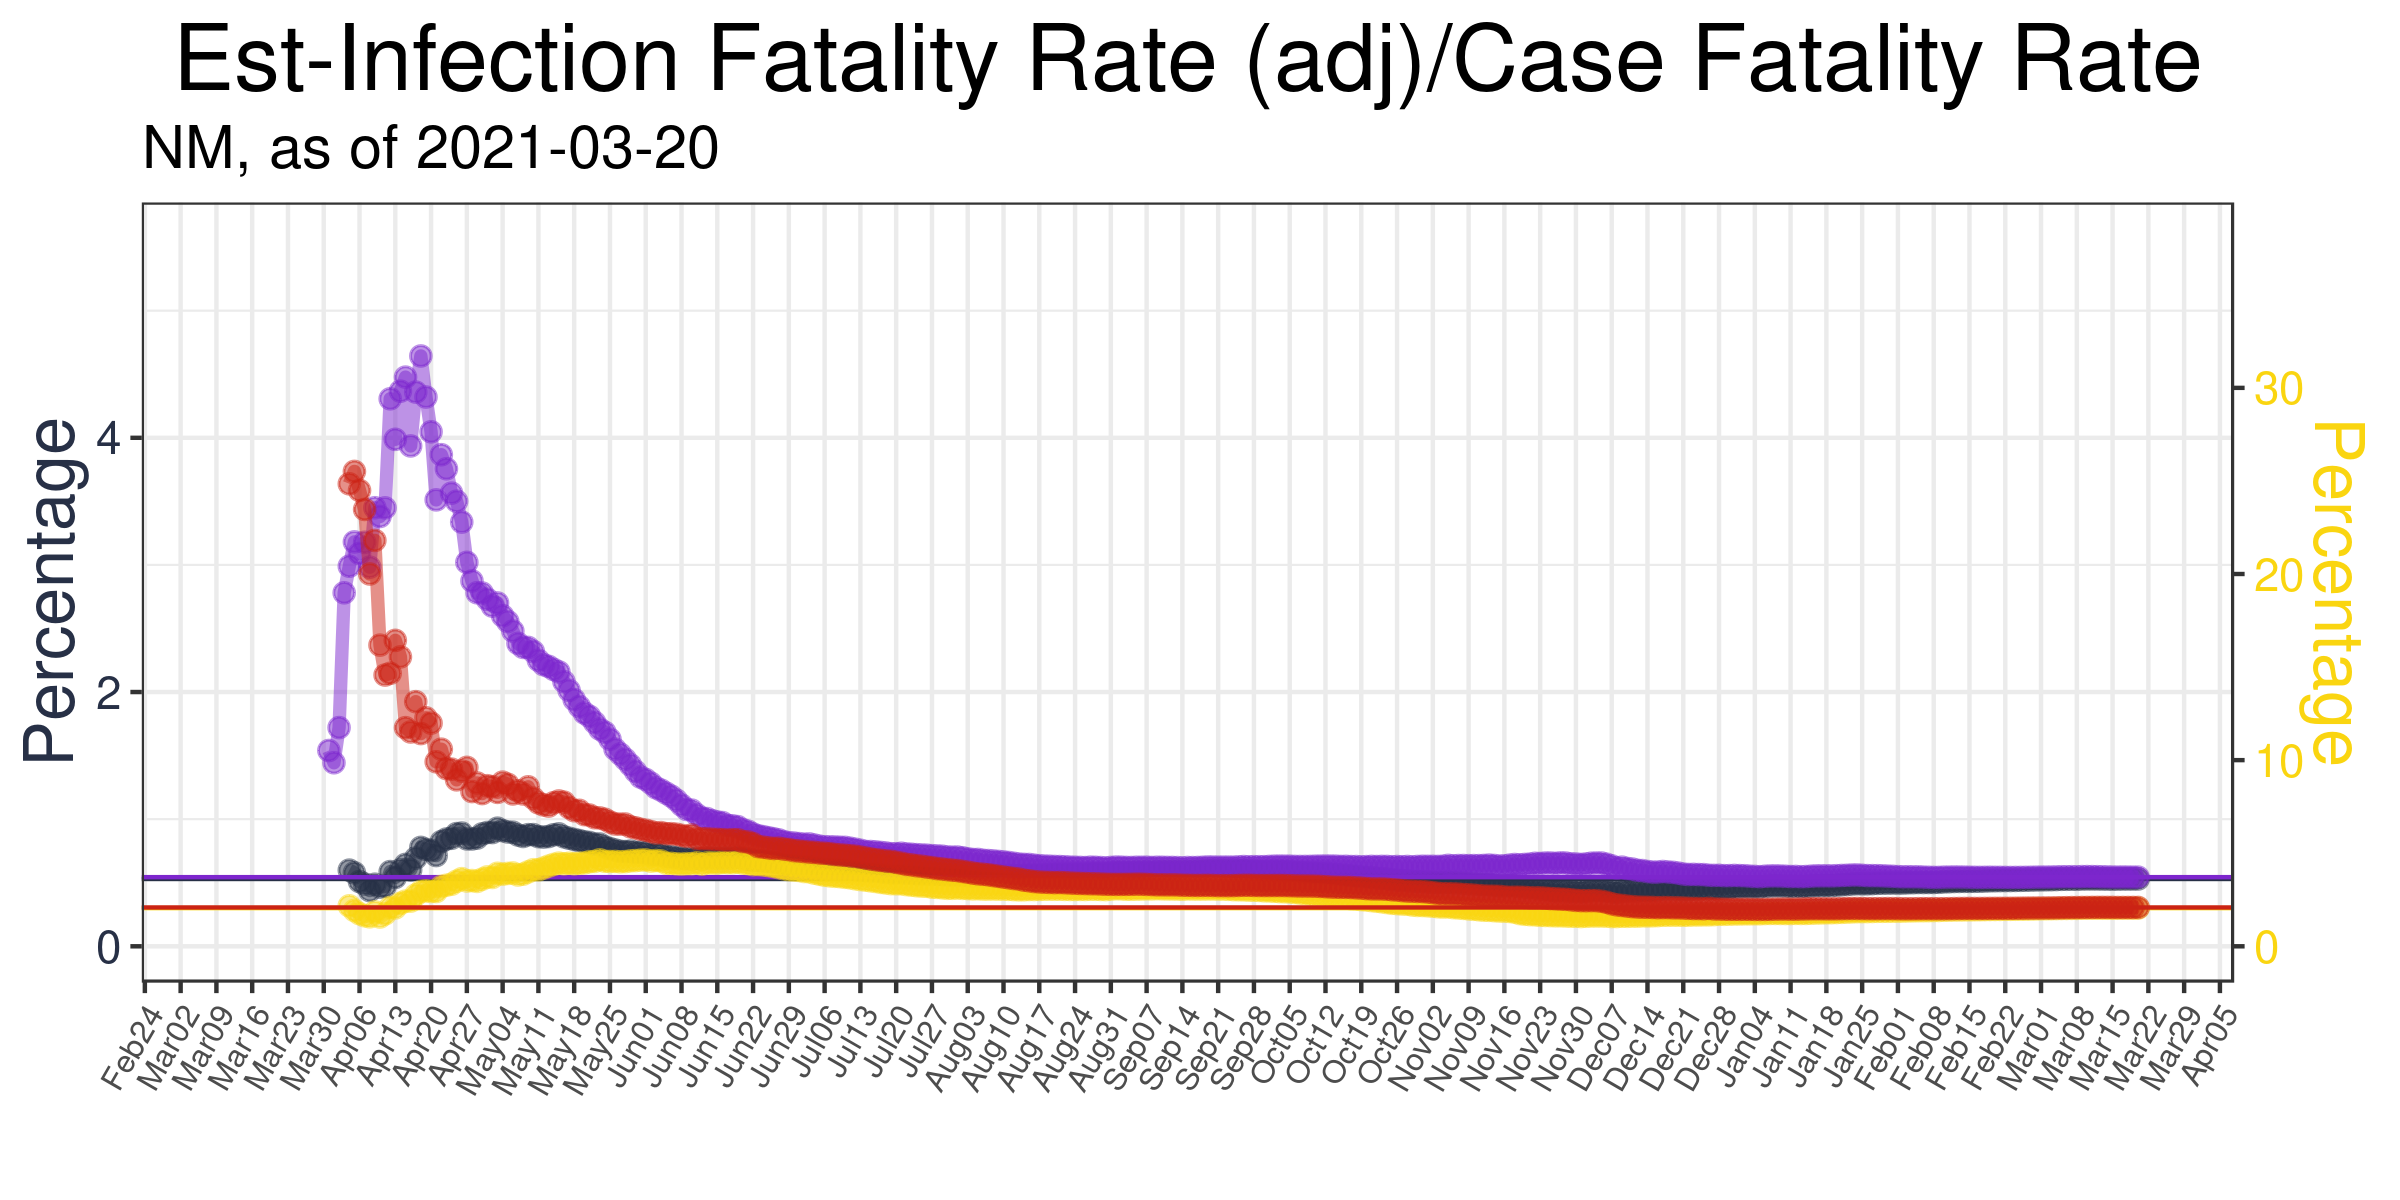 Est-Infection Fatality Rate (adj)/Case Fatality Rate
NM, as of 2021-03-20
Percentage
4
2
0
30
20
10
0
Percentage
Feb24
Mar02
Mar09
Mar16
Mar23
Mar30
Apr06
Apr13
Apr20
Apr27
May04
May11
May18
May25
Jun01
Jun08
Jun15
Jun22
Jun29
Jul06
Jul13
Jul20
Jul27
Aug03
Aug10
Aug17
Aug24
Aug31
Sep07
Sep14
Sep21
Sep28
Oct05
Oct12
Oct19
Oct26
Nov02
Nov09
Nov16
Nov23
Nov30
Dec07
Dec14
Dec21
Dec28
Jan04
Jan11
Jan18
Jan25
Feb01
Feb08
Feb15
Feb22
Mar01
Mar08
Mar15
Mar22
Mar29
Apr05